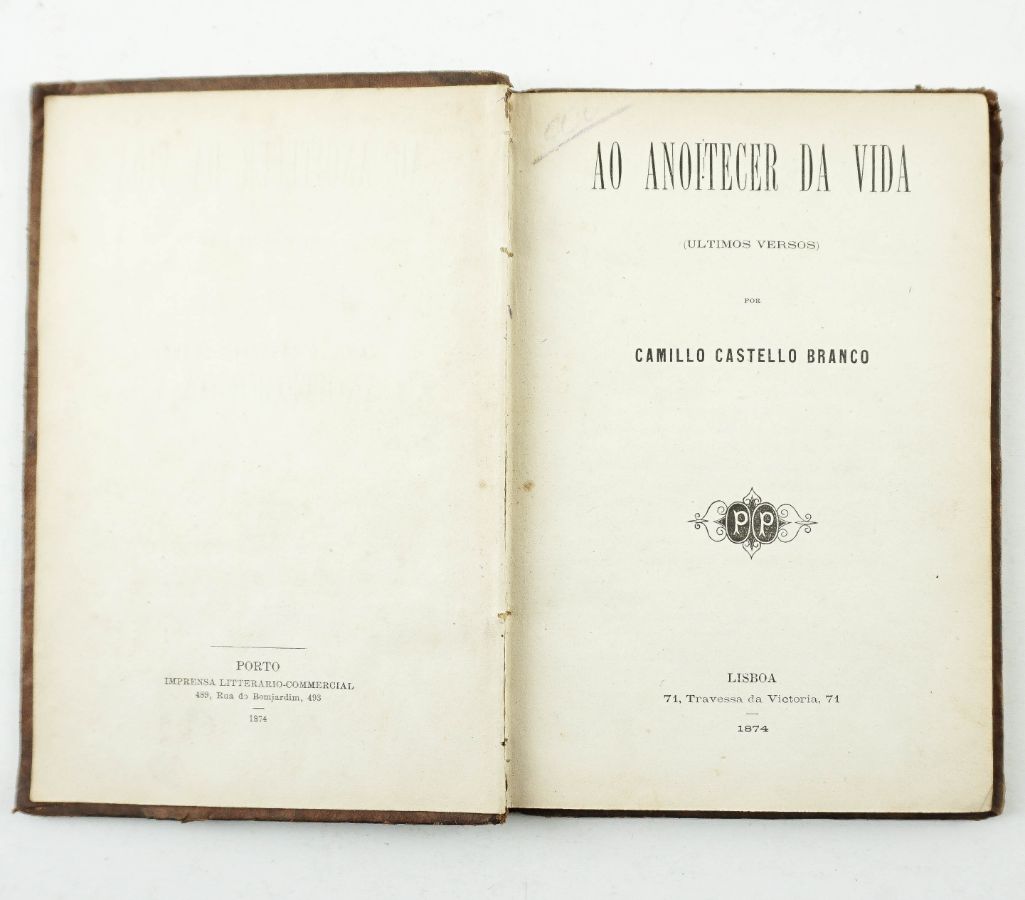 PORTO
IMPRENSA LITTERARIO-COMMERCIAL
489, Rua do Bomjardim, 493
1874
AO ANOITECER DA VIDA
(ULTIMOS VERSOS)
POR
CAMILLO CASTELLO BRANCO
PP
LISBOA
71, Travessa da Victoria, 71
1874